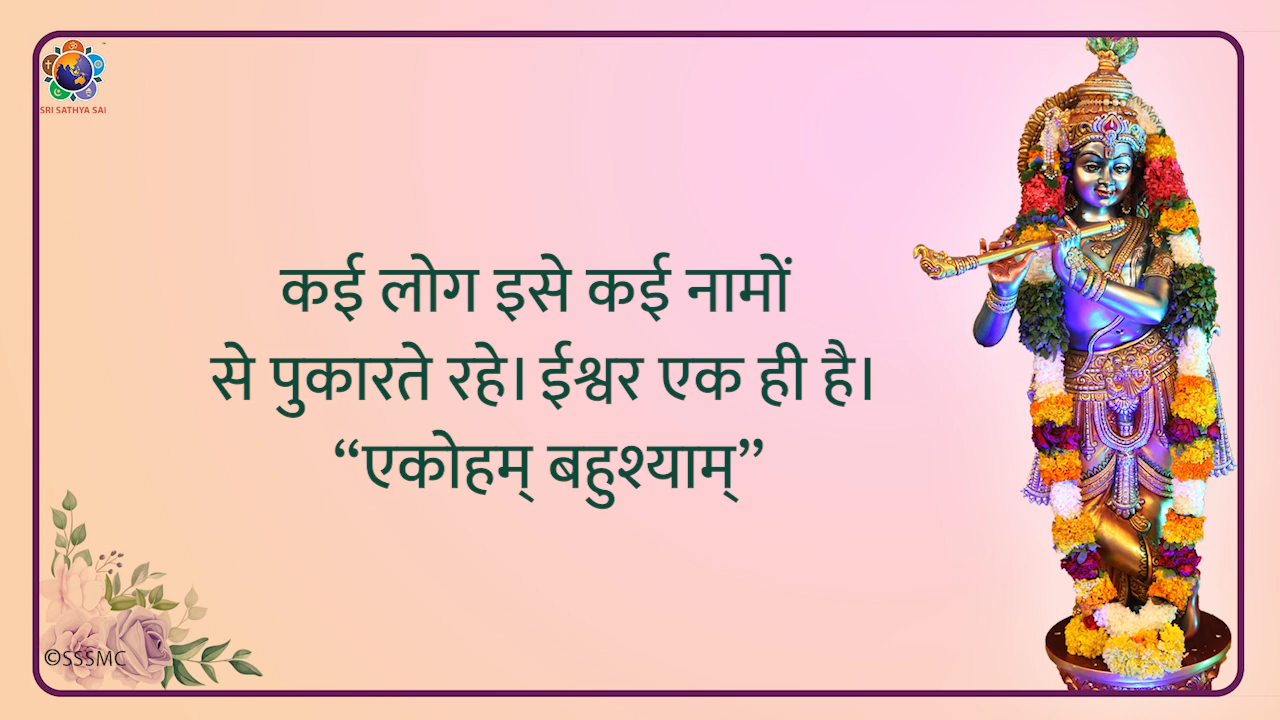 SRI SATHYA SAI
कई लोग इसे कई नामों
से पुकारते रहे। ईश्वर एक ही है।
“एकोहम् बहुश्याम्”
©SSSMC